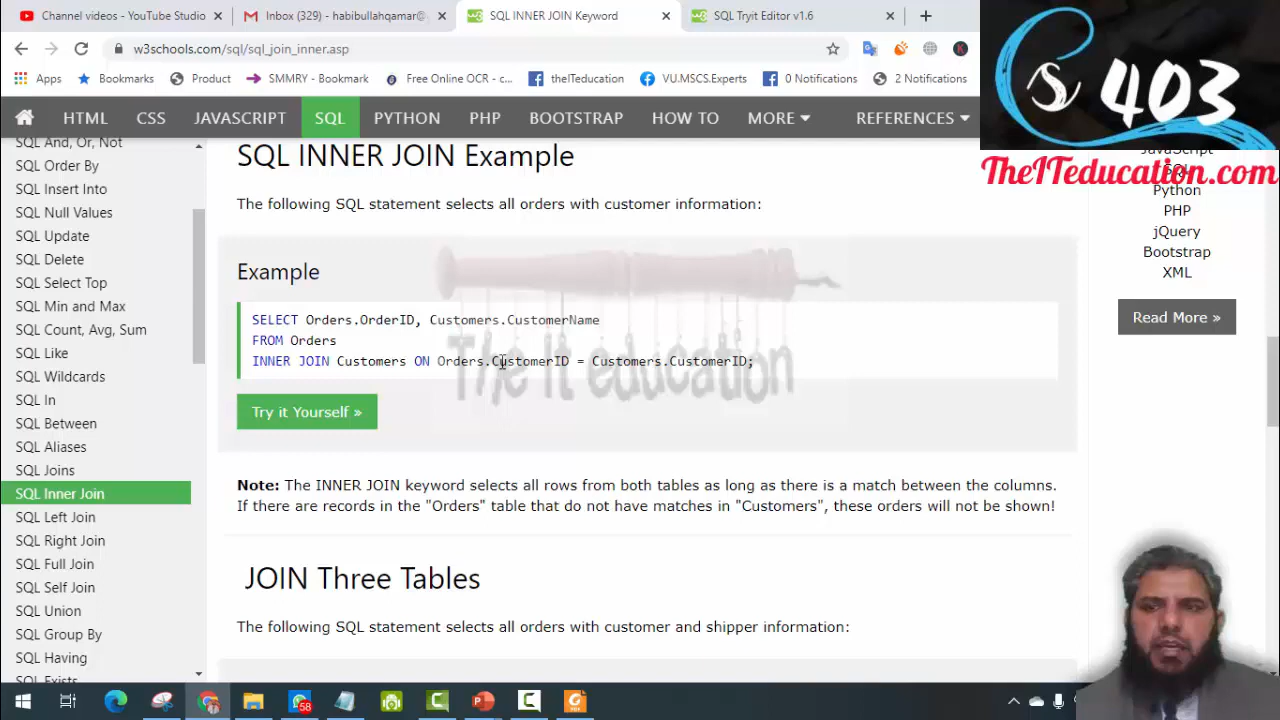 Channel videos - YouTube Studio
Inbox (329) - habibullahqamar@g
SQL INNER JOIN Keyword
SQL Tryit Editor v1.6
w3schools.com/sql/sql_join_inner.asp
Apps
Bookmarks
Product
SMMRY - Bookmark
Free Online OCR - c...
theITeducation
VU.MSCS.Experts
0 Notifications
2 Notifications
CS 403
TheITeducation.com
HTML
CSS
JAVASCRIPT
SQL
PYTHON
PHP
BOOTSTRAP
HOW TO
MORE
REFERENCES
SQL And, Or, Not
SQL Order By
SQL Insert Into
SQL Null Values
SQL Update
SQL Delete
SQL Select Top
SQL Min and Max
SQL Count, Avg, Sum
SQL Like
SQL Wildcards
SQL In
SQL Between
SQL Aliases
SQL Joins
SQL Inner Join
SQL Left Join
SQL Right Join
SQL Full Join
SQL Self Join
SQL Union
SQL Group By
SQL Having
SQL Exists
SQL INNER JOIN Example
The following SQL statement selects all orders with customer information:
Example
SELECT Orders.OrderID, Customers.CustomerName
FROM Orders
INNER JOIN Customers ON Orders.CustomerID = Customers.CustomerID;
The It education
Try it Yourself »
Note: The INNER JOIN keyword selects all rows from both tables as long as there is a match between the columns.
If there are records in the "Orders" table that do not have matches in "Customers", these orders will not be shown!
JOIN Three Tables
The following SQL statement selects all orders with customer and shipper information:
JavaScript
SQL
Python
PHP
jQuery
Bootstrap
XML
Read More »
58